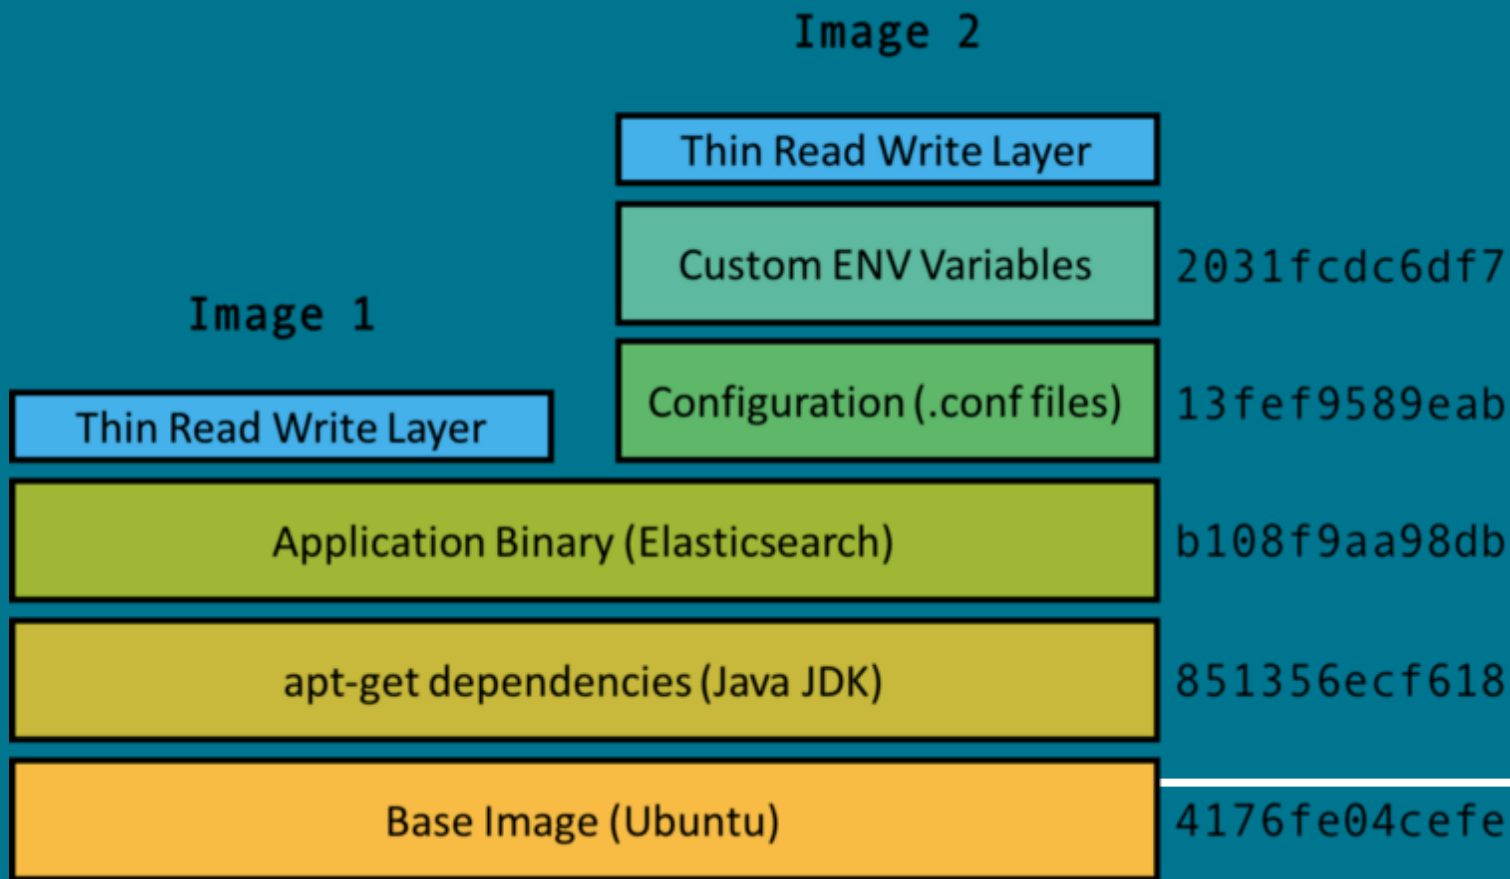 Image 2
Thin Read Write Layer
Custom ENV Variables 2031fcdc6df7
Image 1
Configuration (.conf files) 13fef9589eab
Thin Read Write Layer
Application Binary (Elasticsearch) b108f9aa98db
apt-get dependencies (Java JDK) 851356ecf618
Base Image (Ubuntu) 4176fe04cefe